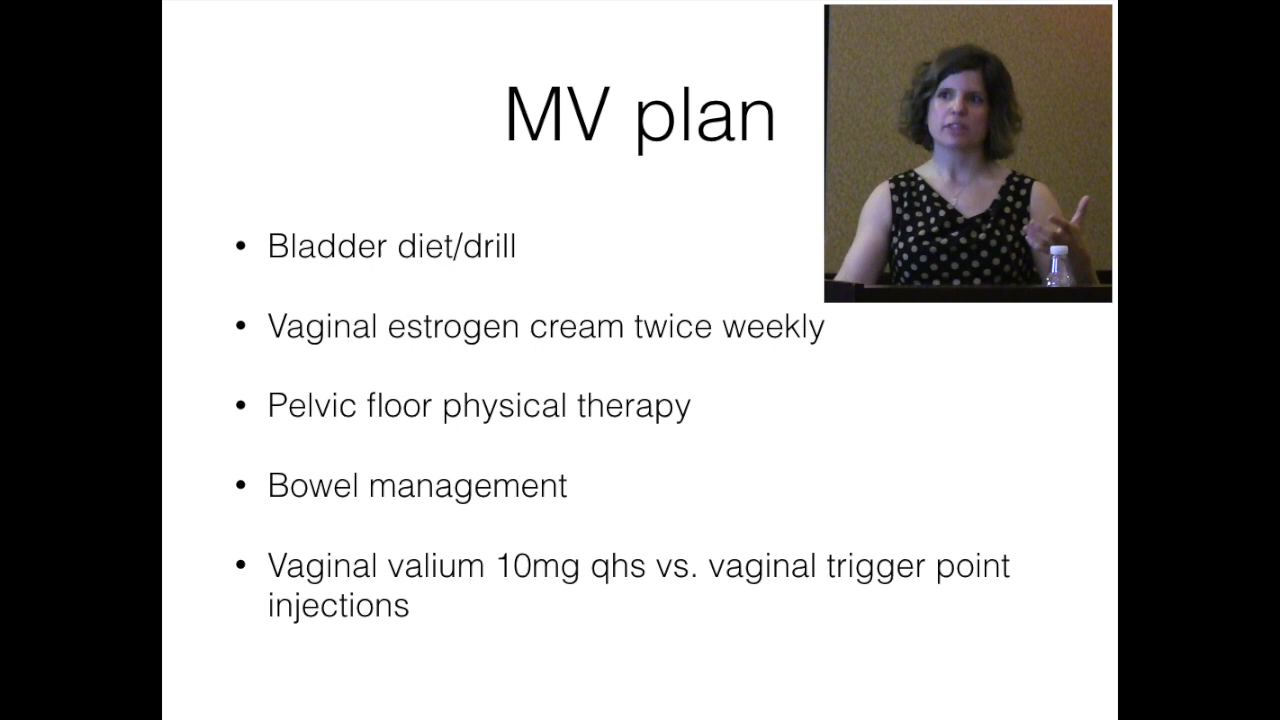 MV plan
• Bladder diet/drill
• Vaginal estrogen cream twice weekly
• Pelvic floor physical therapy
• Bowel management
• Vaginal valium 10mg qhs vs. vaginal trigger point
injections